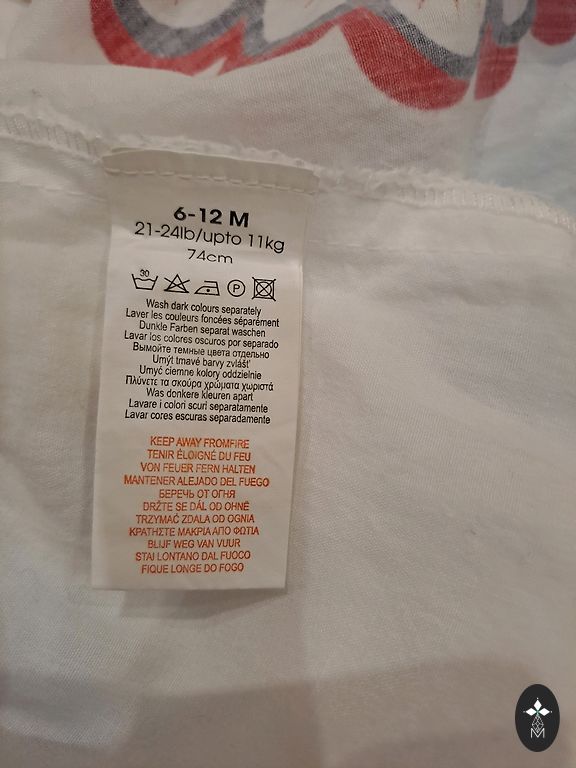 6-12 M
21-24lb/upto 11kg
74cm
30
P
Wash dark colours separately
Laver les couleurs foncées séparément
Dunkle Farben separat waschen
Lavar los colores oscuros por separado
Вымойте темные цвета отдельно
Umýt tmavé barvy zvlášť
Umyć ciemne kolory oddzielnie
Πλύνετε τα σκούρα χρώματα χωριστά
Was donkere kleuren apart
Lavare i colori scuri separatamente
Lavar cores escuras separadamente
KEEP AWAY FROMFIRE
TENIR ÉLOIGNÉ DU FEU
VON FEUER FERN HALTEN
MANTENER ALEJADO DEL FUEGO
БЕРЕЧЬ ОТ ОГНЯ
DRŽTE SE DÁL OD OHNĚ
TRZYMAĆ ZDALA OD OGNIA
ΚΡΑΤΗΣΤΕ ΜΑΚΡΙΑ ΑΠΟ ΦΩΤΙΑ
BLIJF WEG VAN VUUR
STAI LONTANO DAL FUOCO
FIQUE LONGE DO FOGO
M